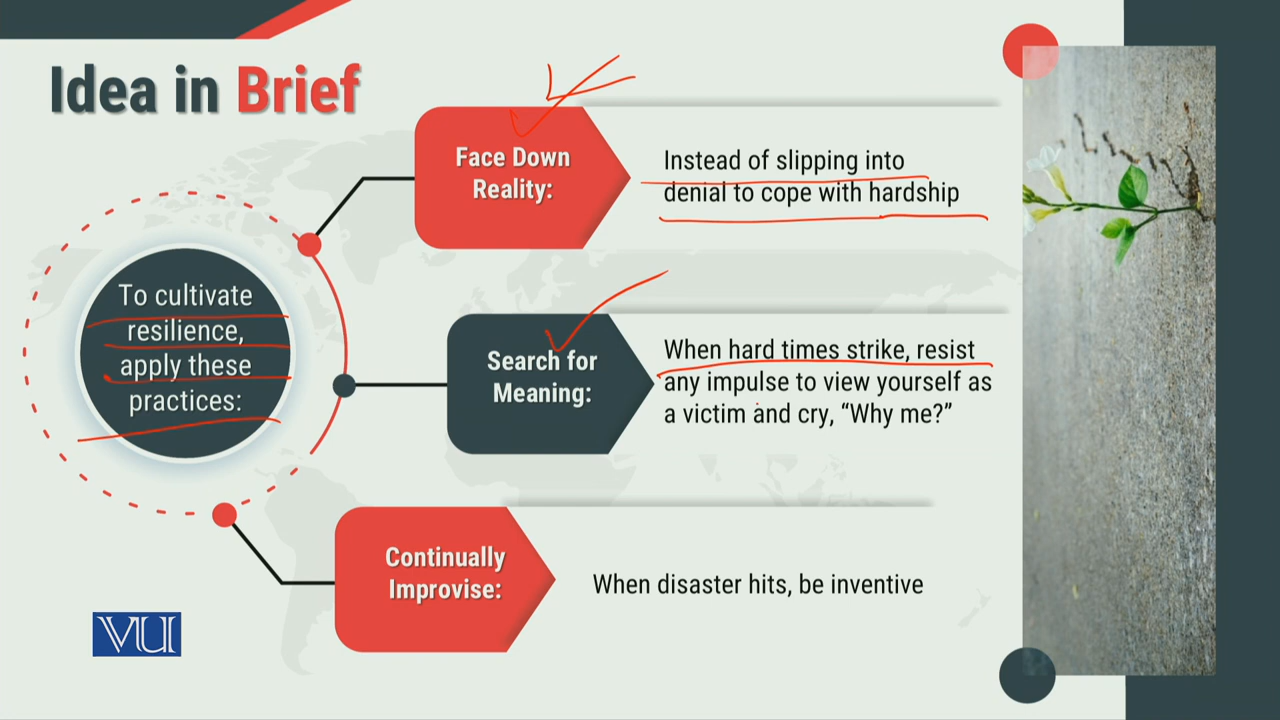 Idea in Brief
To cultivate
resilience,
apply these
practices:
Face Down
Reality:
Instead of slipping into
denial to cope with hardship
Search for
Meaning:
When hard times strike, resist
any impulse to view yourself as
a victim and cry, “Why me?”
Continually
Improvise:
When disaster hits, be inventive
VU